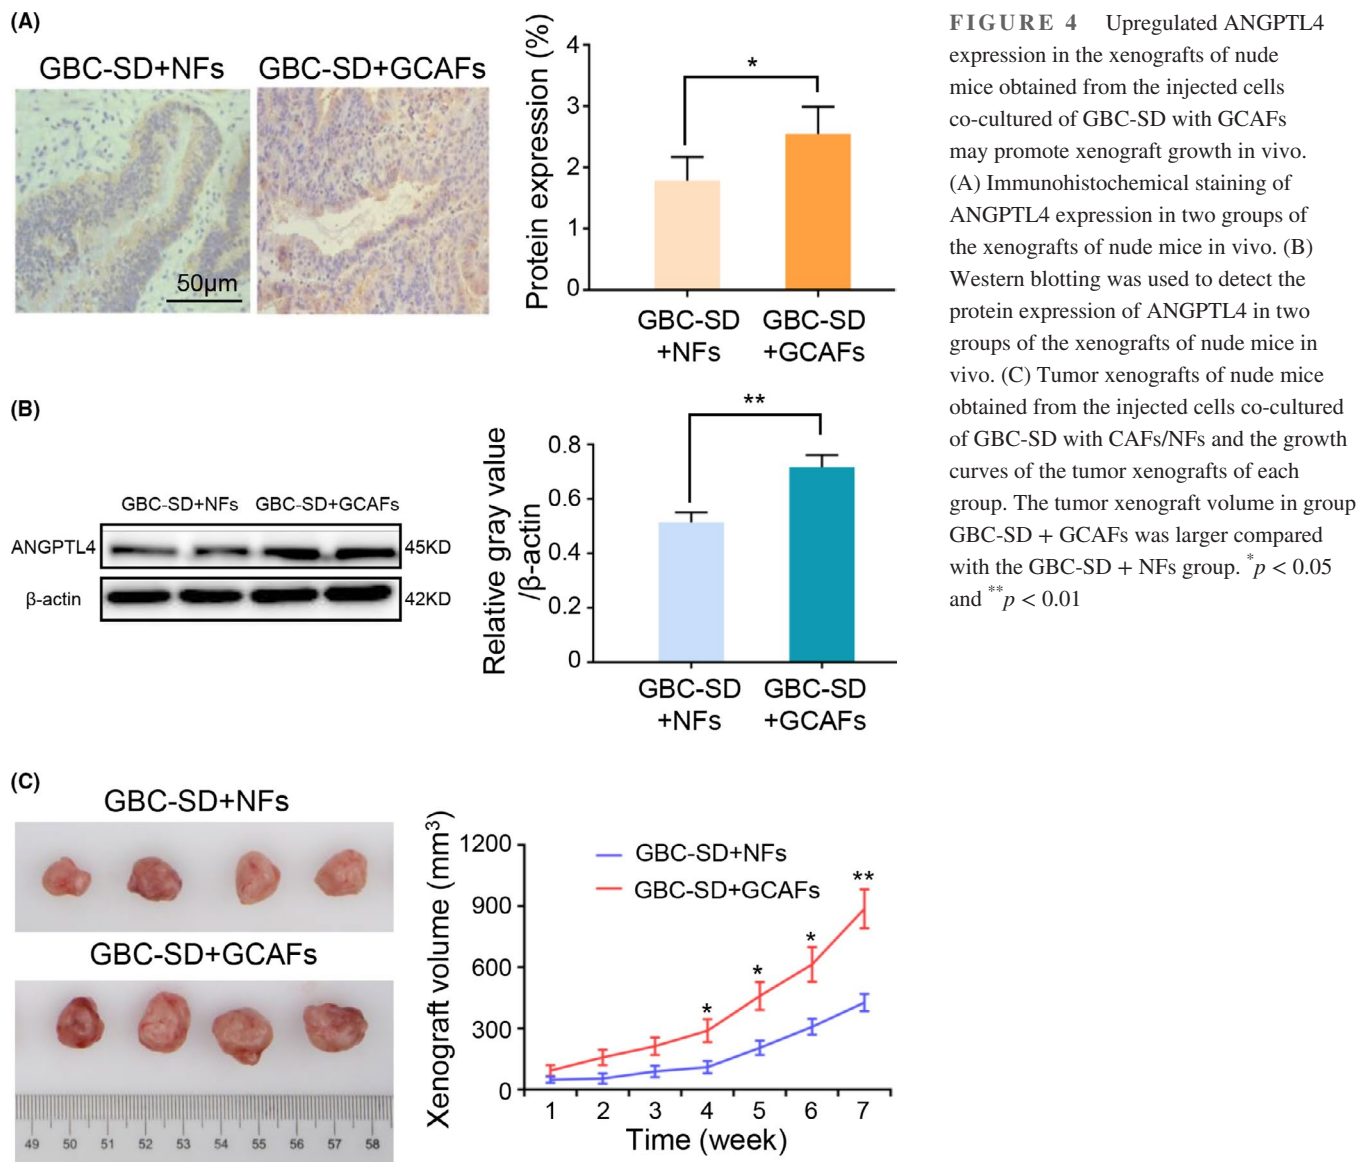 (A)
GBC-SD+NFs
GBC-SD+GCAFs
50μm
Protein expression (%)
4
3
2
1
0
*
GBC-SD
+NFs
GBC-SD
+GCAFs
(B)
GBC-SD+NFs
GBC-SD+GCAFs
ANGPTL4
45KD
β-actin
42KD
Relative gray value
/β-actin
0.8
0.6
0.4
0.2
0
**
GBC-SD
+NFs
GBC-SD
+GCAFs
(C)
GBC-SD+NFs
GBC-SD+GCAFs
49 50 51 52 53 54 55 56 57 58
Xenograft volume (mm³)
1200
900
600
300
0
GBC-SD+NFs
GBC-SD+GCAFs
*
*
*
**
1 2 3 4 5 6 7
Time (week)
FIGURE 4 Upregulated ANGPTL4
expression in the xenografts of nude
mice obtained from the injected cells
co-cultured of GBC-SD with GCAFs
may promote xenograft growth in vivo.
(A) Immunohistochemical staining of
ANGPTL4 expression in two groups of
the xenografts of nude mice in vivo. (B)
Western blotting was used to detect the
protein expression of ANGPTL4 in two
groups of the xenografts of nude mice in
vivo. (C) Tumor xenografts of nude mice
obtained from the injected cells co-cultured
of GBC-SD with CAFs/NFs and the growth
curves of the tumor xenografts of each
group. The tumor xenograft volume in group
GBC-SD + GCAFs was larger compared
with the GBC-SD + NFs group. *p < 0.05
and **p < 0.01